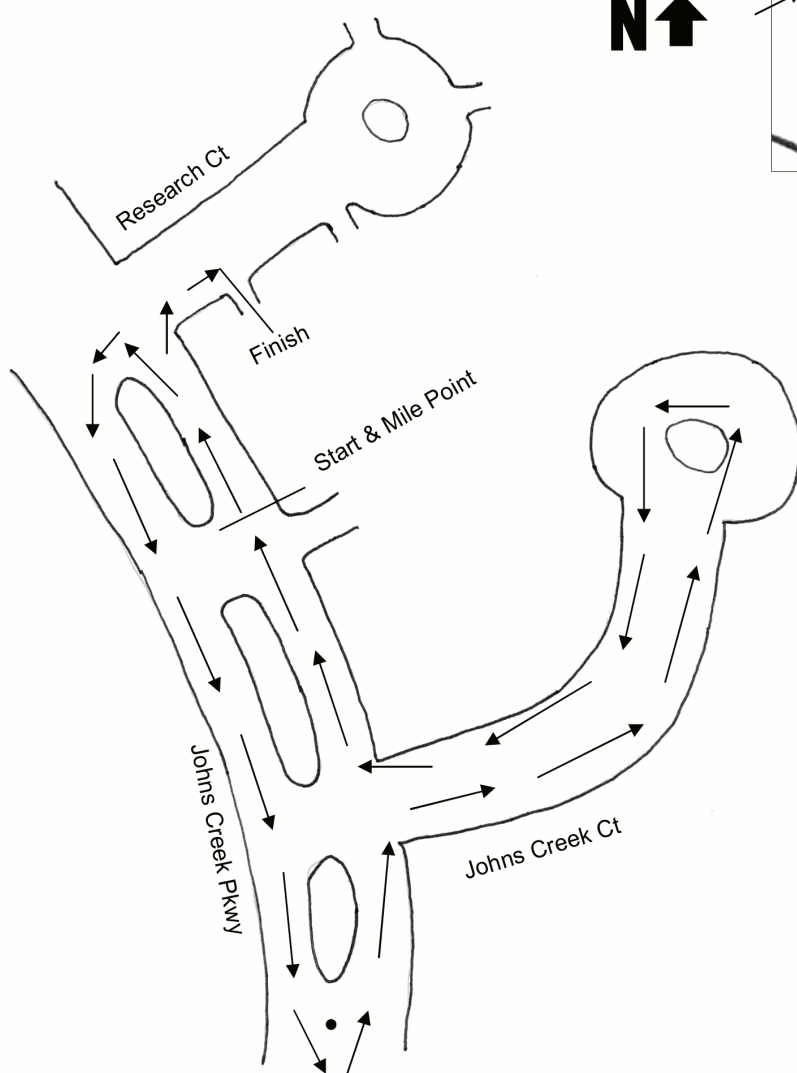 N
Research Ct
Finish
Start & Mile Point
Johns Creek Pkwy
Johns Creek Ct